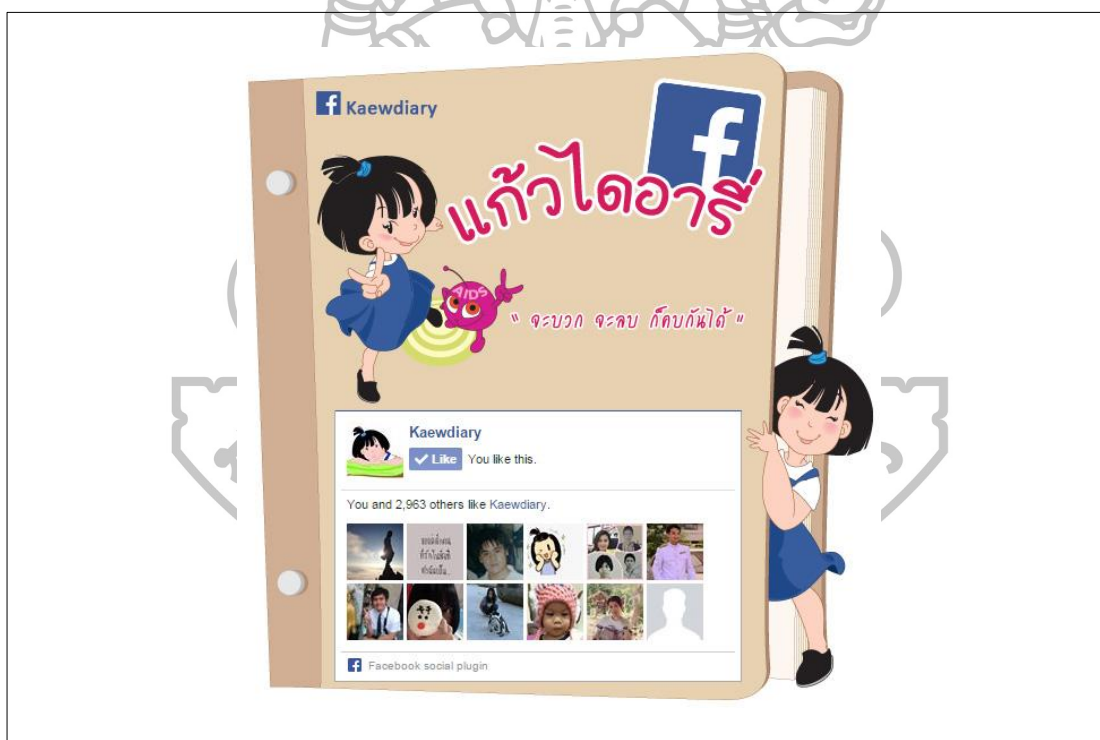 Kaewdiary
แก้วไดอารี่
AIDS
" จะบวก จะลบ ก็คบกันได้ "
Kaewdiary
Like You like this.
You and 2,963 others like Kaewdiary.
Facebook social plugin